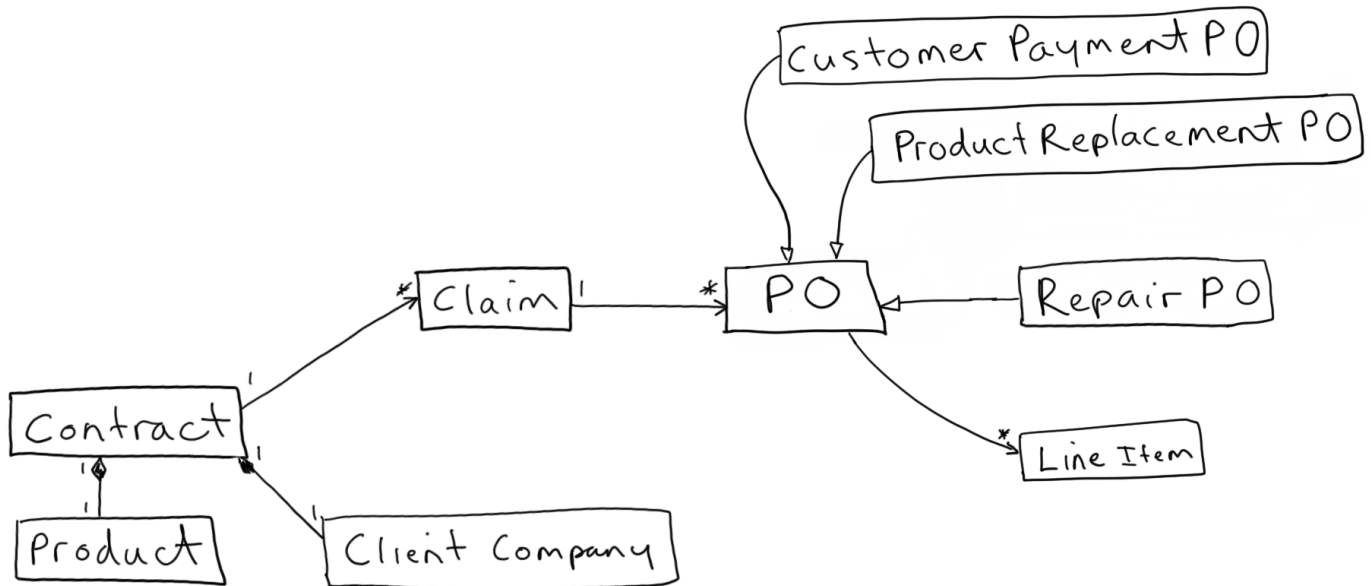 Customer Payment PO
Product Replacement PO
1
*
Claim
1
*
PO
Repair PO
1
Contract
1
1
*
Line Item
1
1
Product
Client Company